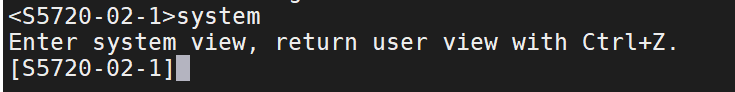 <S5720-02-1>system
Enter system view, return user view with Ctrl+Z.
[S5720-02-1]